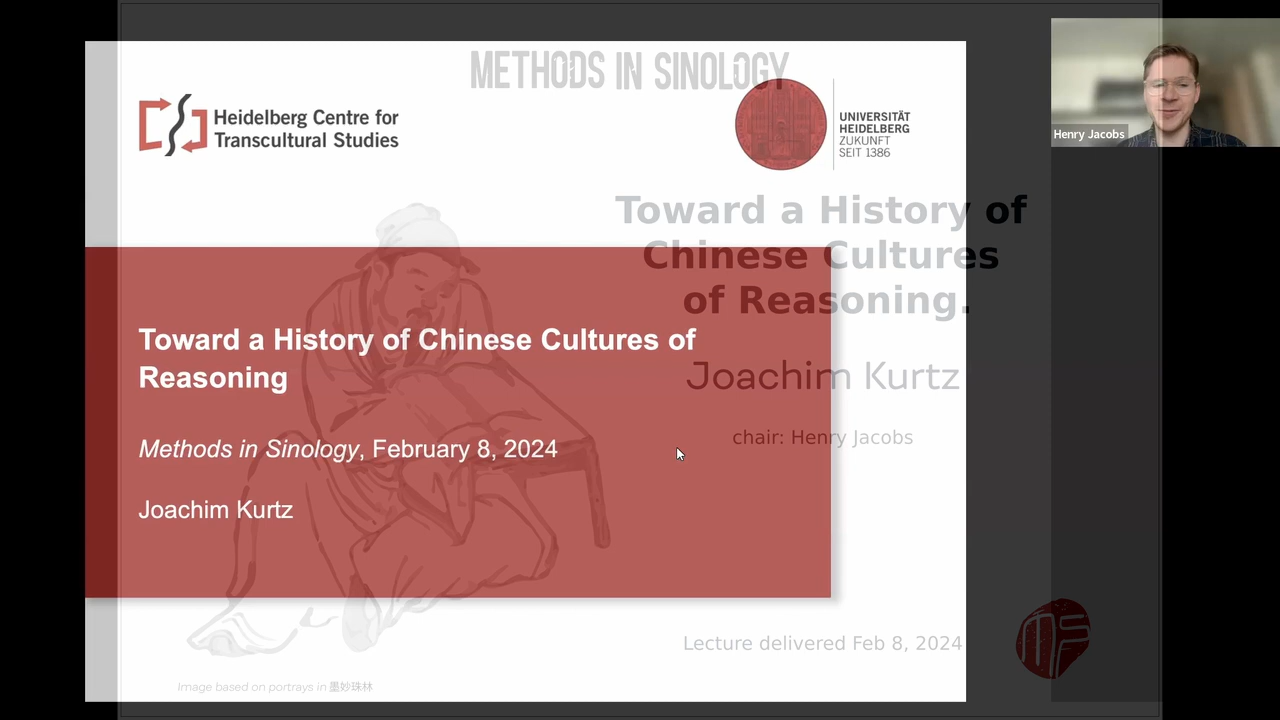 METHODS IN SINOLOGY
Heidelberg Centre for
Transcultural Studies
UNIVERSITÄT
HEIDELBERG
ZUKUNFT
SEIT 1386
Henry Jacobs
Toward a History of
Chinese Cultures
of Reasoning.
Joachim Kurtz
chair: Henry Jacobs
Toward a History of Chinese Cultures of
Reasoning
Methods in Sinology, February 8, 2024
Joachim Kurtz
Lecture delivered Feb 8, 2024
Image based on portrays in 墨妙珠林